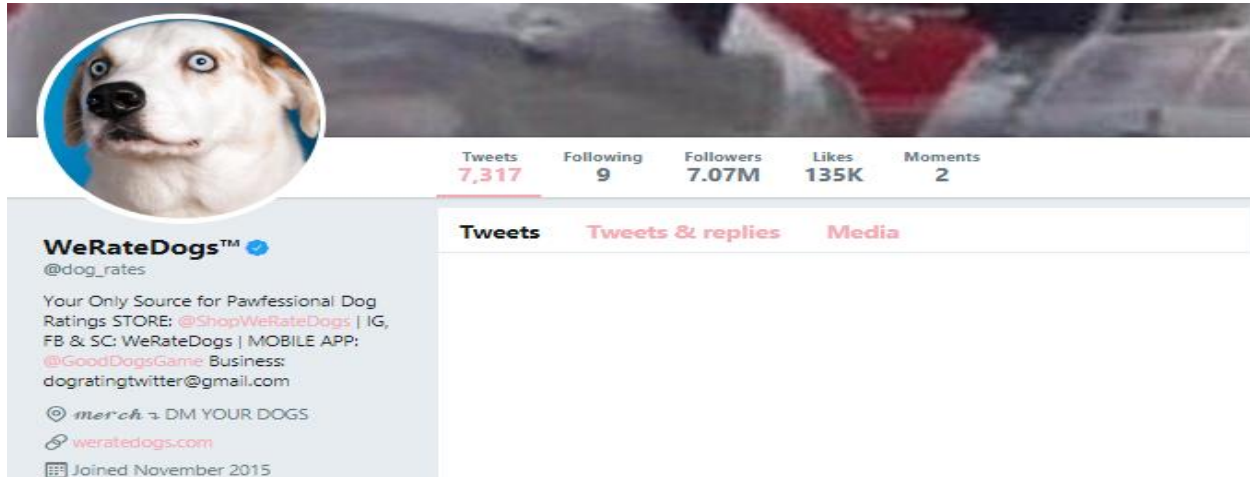 Tweets Following Followers Likes Moments
7,317 9 7.07M 135K 2
Tweets Tweets & replies Media
WeRateDogs™
@dog_rates
Your Only Source for Pawfessional Dog
Ratings STORE: @ShopWeRateDogs | IG,
FB & SC: WeRateDogs | MOBILE APP:
@GoodDogsGame Business:
dogratingtwitter@gmail.com
𝓶𝓮𝓻𝓬𝓱 ↴ DM YOUR DOGS
weratedogs.com
Joined November 2015